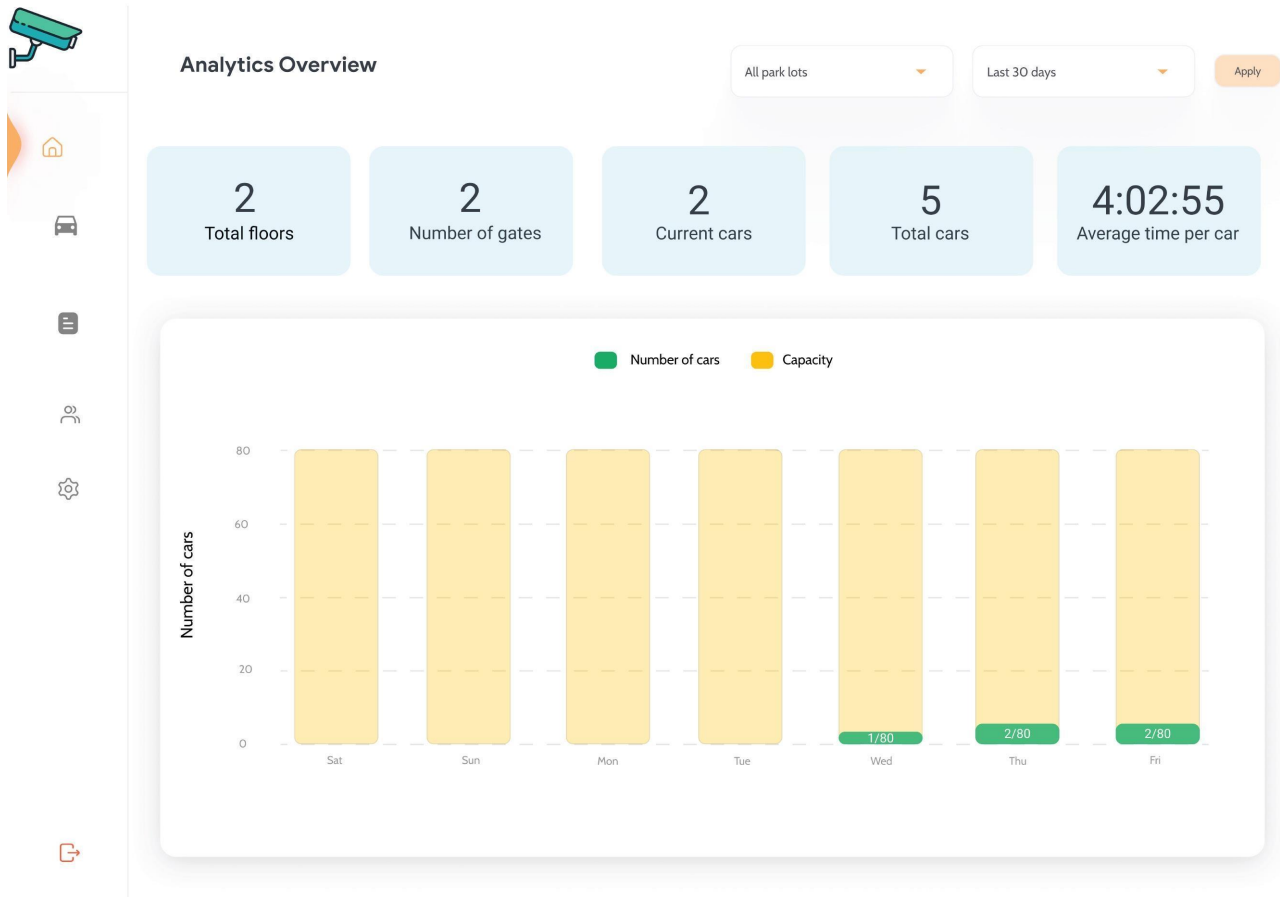 Analytics Overview
All park lots
Last 30 days
Apply
2
Total floors
2
Number of gates
2
Current cars
5
Total cars
4:02:55
Average time per car
Number of cars
Capacity
Number of cars
80
60
40
20
0
1/80
2/80
2/80
Sat
Sun
Mon
Tue
Wed
Thu
Fri